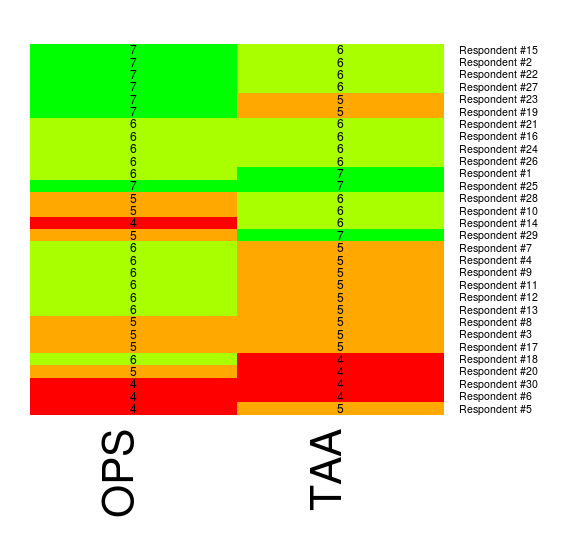 7 6 Respondent #15
7 6 Respondent #2
7 6 Respondent #22
7 6 Respondent #27
7 5 Respondent #23
7 5 Respondent #19
6 6 Respondent #21
6 6 Respondent #16
6 6 Respondent #24
6 6 Respondent #26
6 7 Respondent #1
7 7 Respondent #25
5 6 Respondent #28
5 6 Respondent #10
4 6 Respondent #14
5 7 Respondent #29
6 5 Respondent #7
6 5 Respondent #4
6 5 Respondent #9
6 5 Respondent #11
6 5 Respondent #12
6 5 Respondent #13
5 5 Respondent #8
5 5 Respondent #3
5 5 Respondent #17
6 4 Respondent #18
5 4 Respondent #20
4 4 Respondent #30
4 4 Respondent #6
4 5 Respondent #5
OPS
TAA